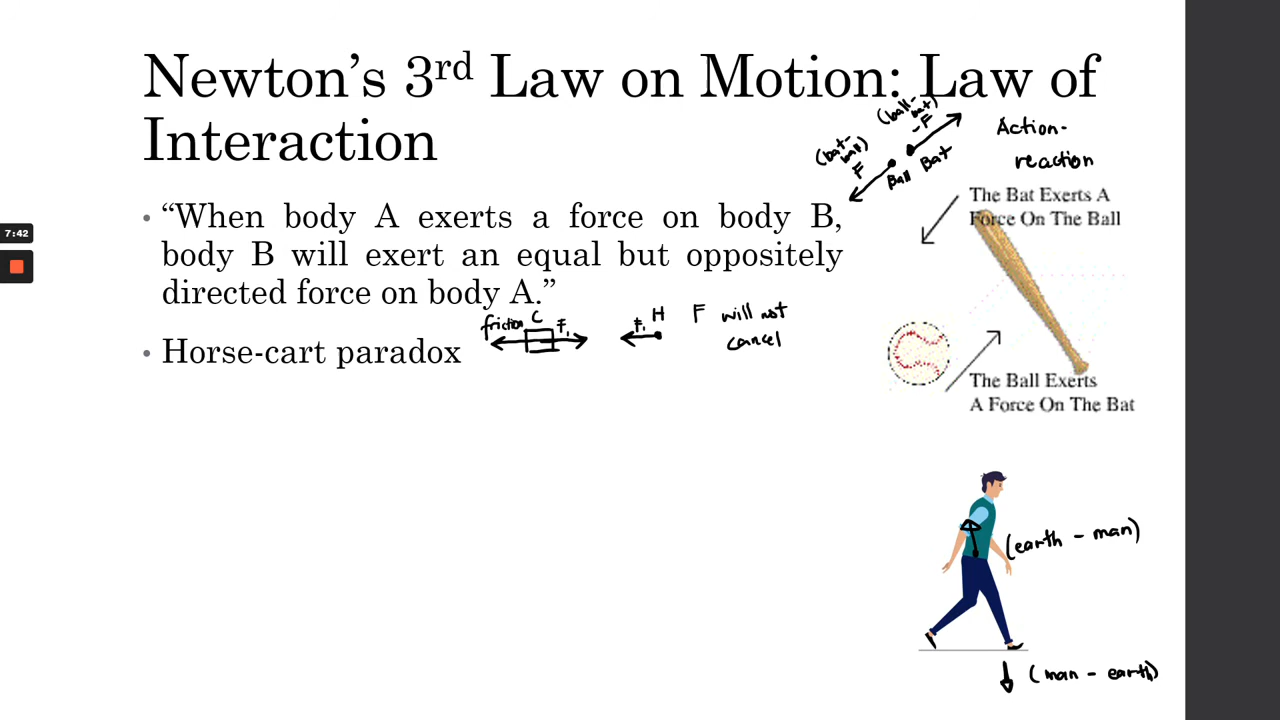 Newton’s 3rd Law on Motion: Law of
Interaction
(bat-
ball)
F
(ball-
bat)
-F
Ball
Bat
Action-
reaction
The Bat Exerts A
Force On The Ball
7:42
• “When body A exerts a force on body B,
body B will exert an equal but oppositely
directed force on body A.”
• Horse-cart paradox
friction
C
F₁
F₁
H
F will not
cancel
The Ball Exerts
A Force On The Bat
(earth - man)
(man - earth)